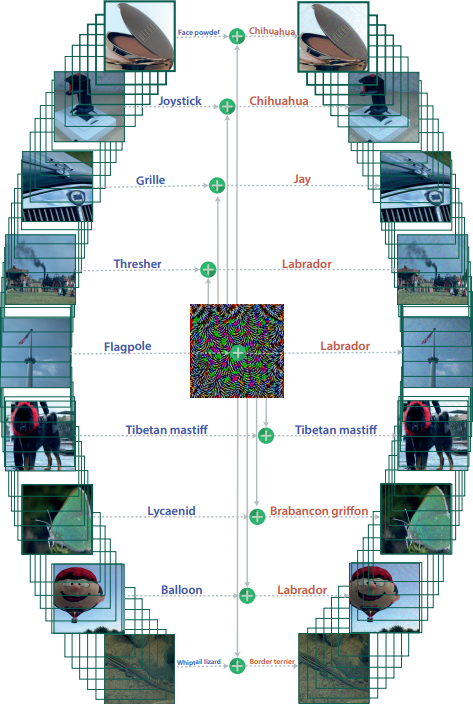 Face powder Chihuahua
Joystick Chihuahua
Grille Jay
Thresher Labrador
Flagpole Labrador
Tibetan mastiff Tibetan mastiff
Lycaenid Brabancon griffon
Balloon Labrador
Whiptail lizard Border terrier